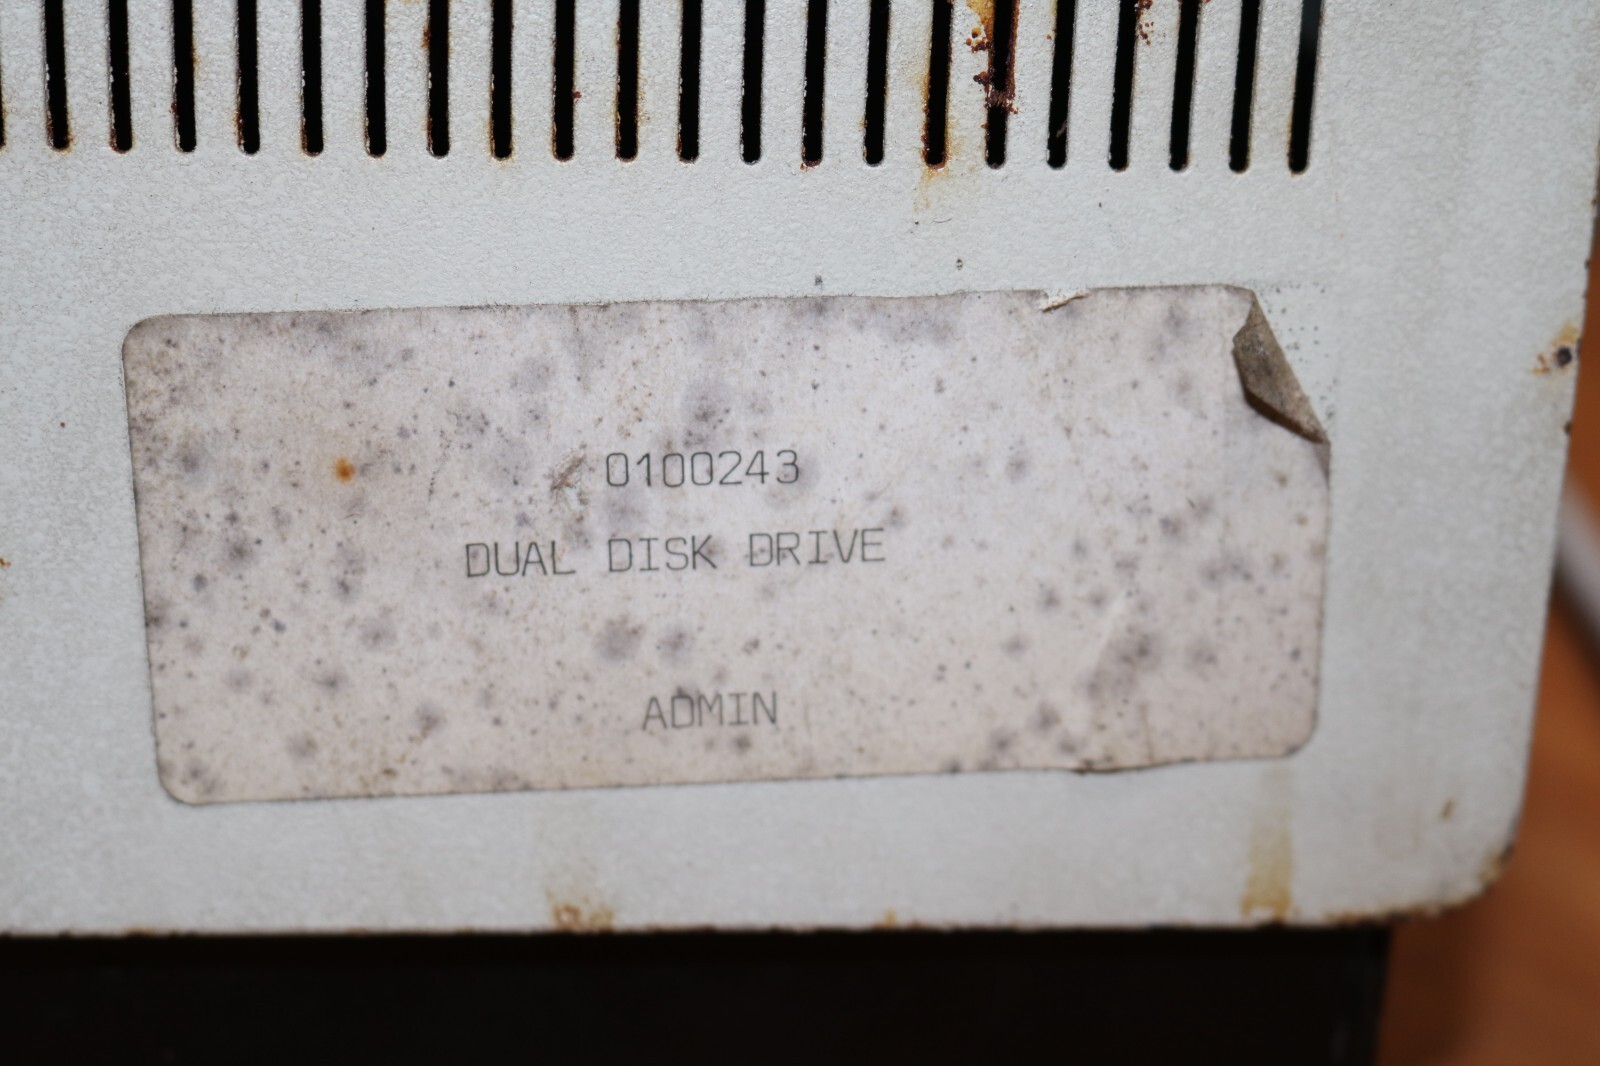 0100243
DUAL DISK DRIVE
ADMIN